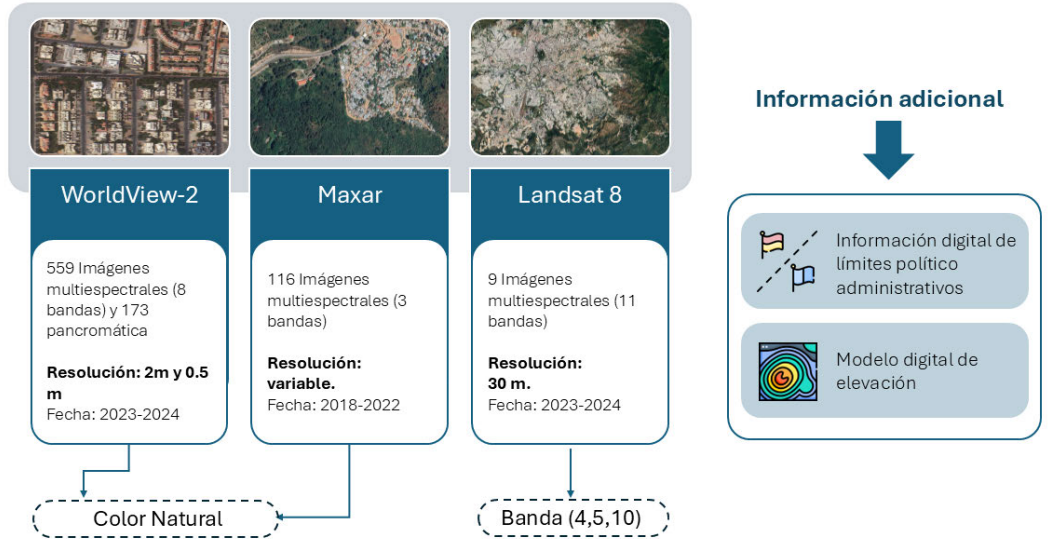 WorldView-2
559 Imágenes
multiespectrales (8
bandas) y 173
pancromática
Resolución: 2m y 0.5
m
Fecha: 2023-2024
Maxar
116 Imágenes
multiespectrales (3
bandas)
Resolución:
variable.
Fecha: 2018-2022
Landsat 8
9 Imágenes
multiespectrales (11
bandas)
Resolución:
30 m.
Fecha: 2023-2024
Color Natural
Banda (4,5,10)
Información adicional
Información digital de
límites político
administrativos
Modelo digital de
elevación